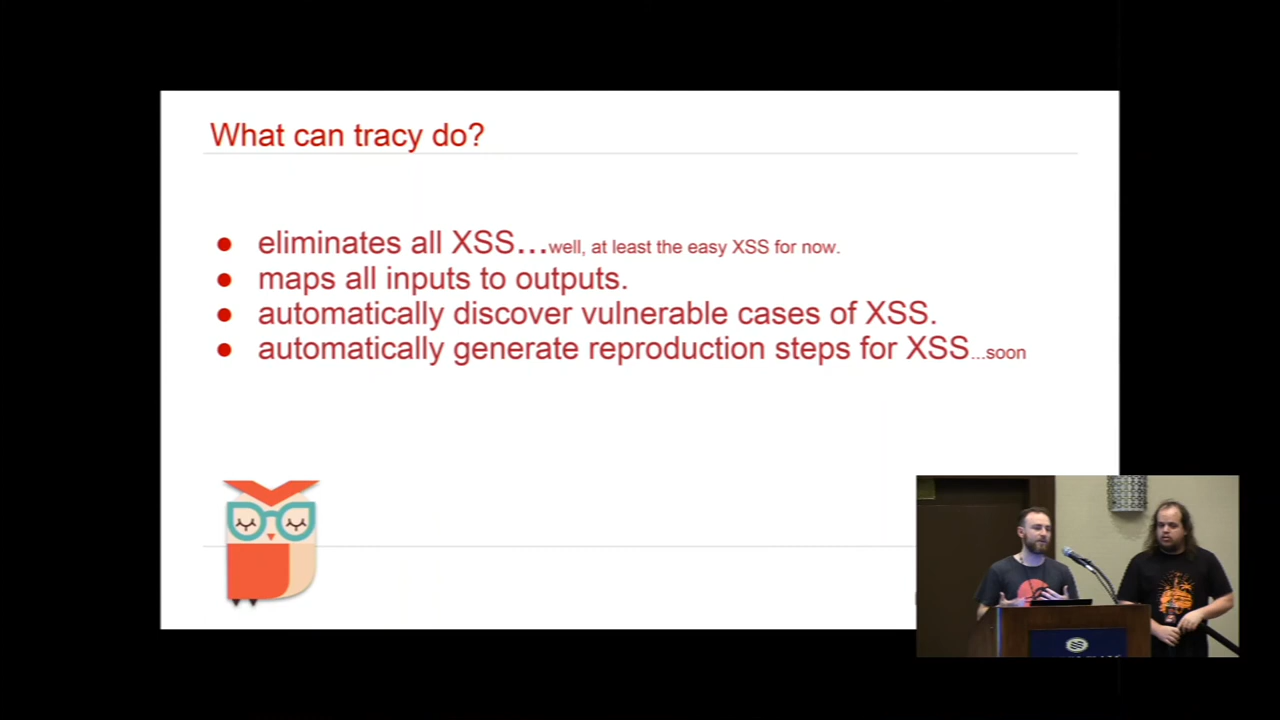 What can tracy do?
● eliminates all XSS...well, at least the easy XSS for now.
● maps all inputs to outputs.
● automatically discover vulnerable cases of XSS.
● automatically generate reproduction steps for XSS...soon